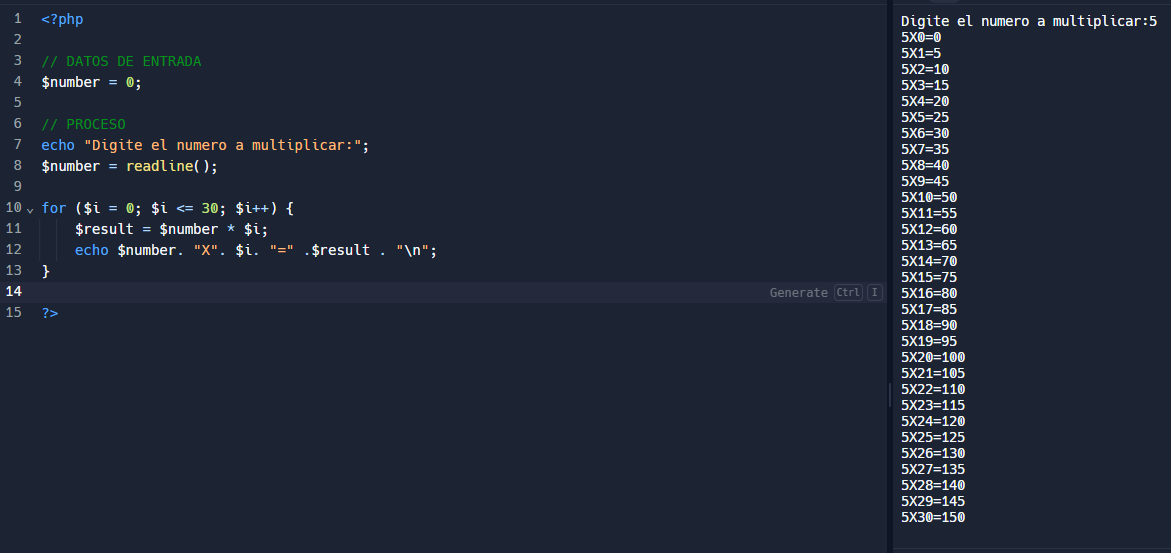 1 <?php
2
3 // DATOS DE ENTRADA
4 $number = 0;
5
6 // PROCESO
7 echo "Digite el numero a multiplicar:";
8 $number = readline();
9
10 for ($i = 0; $i <= 30; $i++) {
11 $result = $number * $i;
12 echo $number. "X". $i. "=" .$result . "\n";
13 }
14 Generate Ctrl I
15 ?>
Digite el numero a multiplicar:5
5X0=0
5X1=5
5X2=10
5X3=15
5X4=20
5X5=25
5X6=30
5X7=35
5X8=40
5X9=45
5X10=50
5X11=55
5X12=60
5X13=65
5X14=70
5X15=75
5X16=80
5X17=85
5X18=90
5X19=95
5X20=100
5X21=105
5X22=110
5X23=115
5X24=120
5X25=125
5X26=130
5X27=135
5X28=140
5X29=145
5X30=150